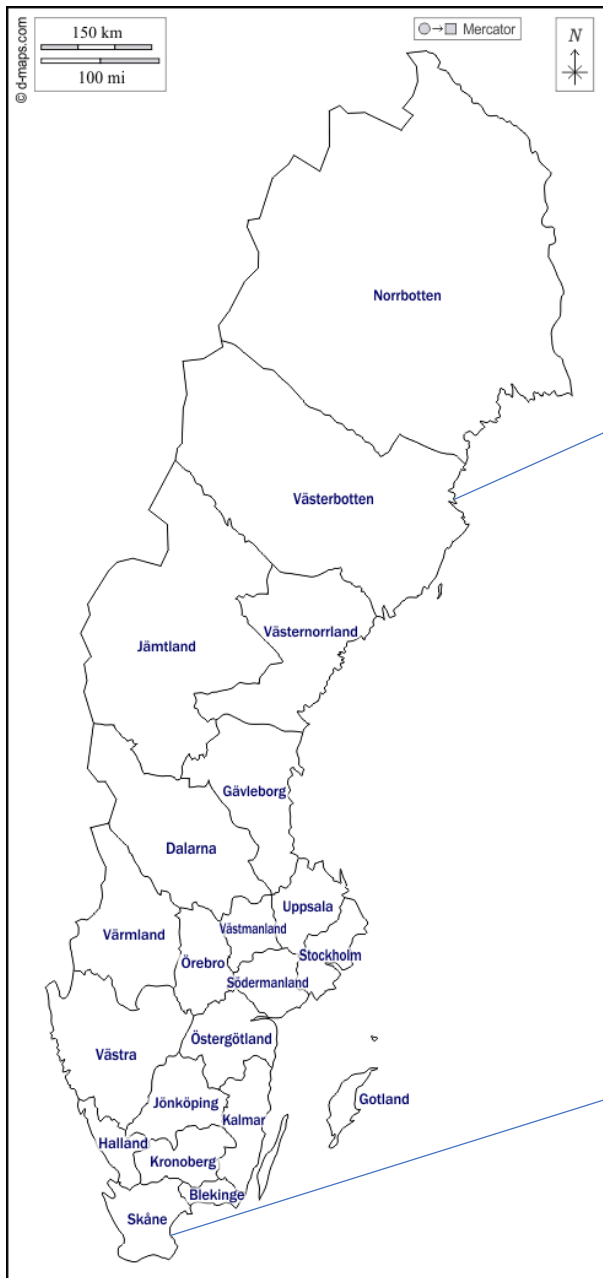 150 km
100 mi
© d-maps.com
→ Mercator
N
Norrbotten
Västerbotten
Västernorrland
Jämtland
Gävleborg
Dalarna
Uppsala
Västmanland
Värmland
Stockholm
Örebro
Södermanland
Östergötland
Västra
Gotland
Jönköping
Kalmar
Halland
Kronoberg
Blekinge
Skåne